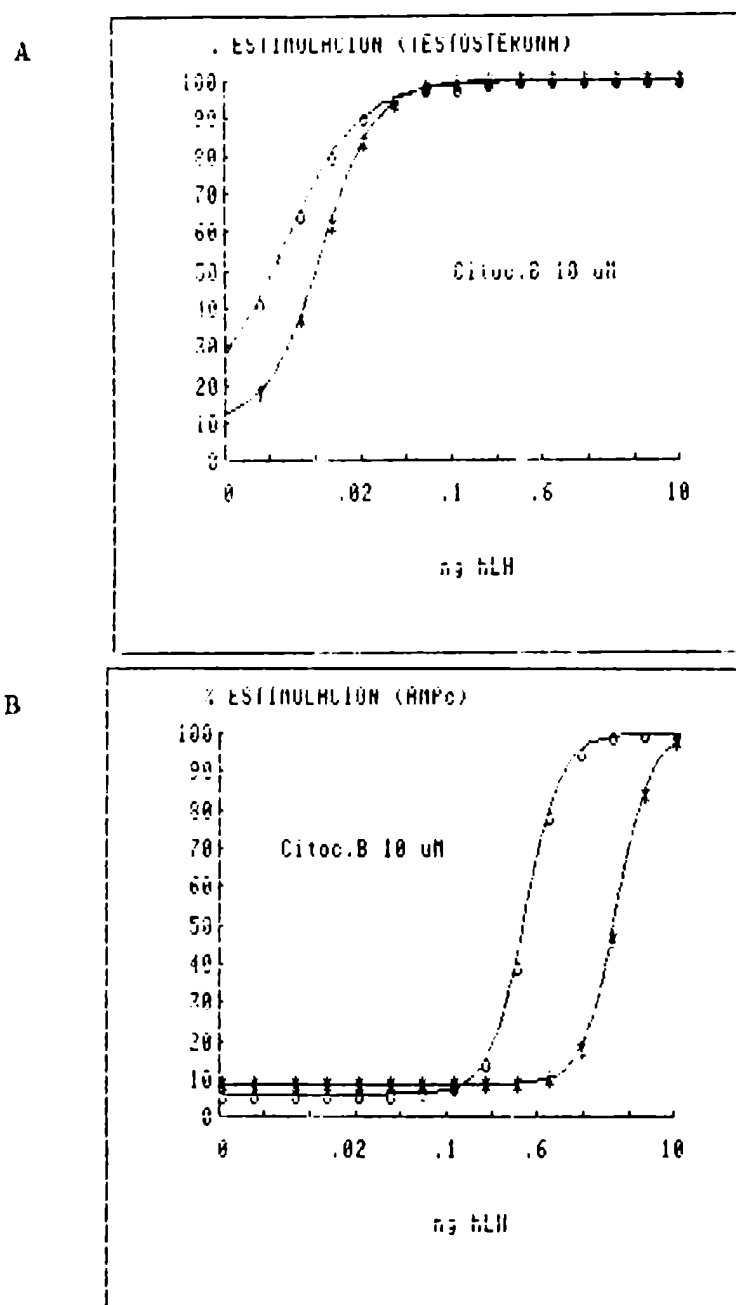 A
. ESTIMULACION (TESTOSTERONA)
100
90
80
70
60
50
40
30
20
10
0
Citoc.B 10 uM
0 .02 .1 .6 10
ng hLH
B
% ESTIMULACION (AMPc)
100
90
80
70
60
50
40
30
20
10
0
Citoc.B 10 uM
0 .02 .1 .6 10
ng hLH